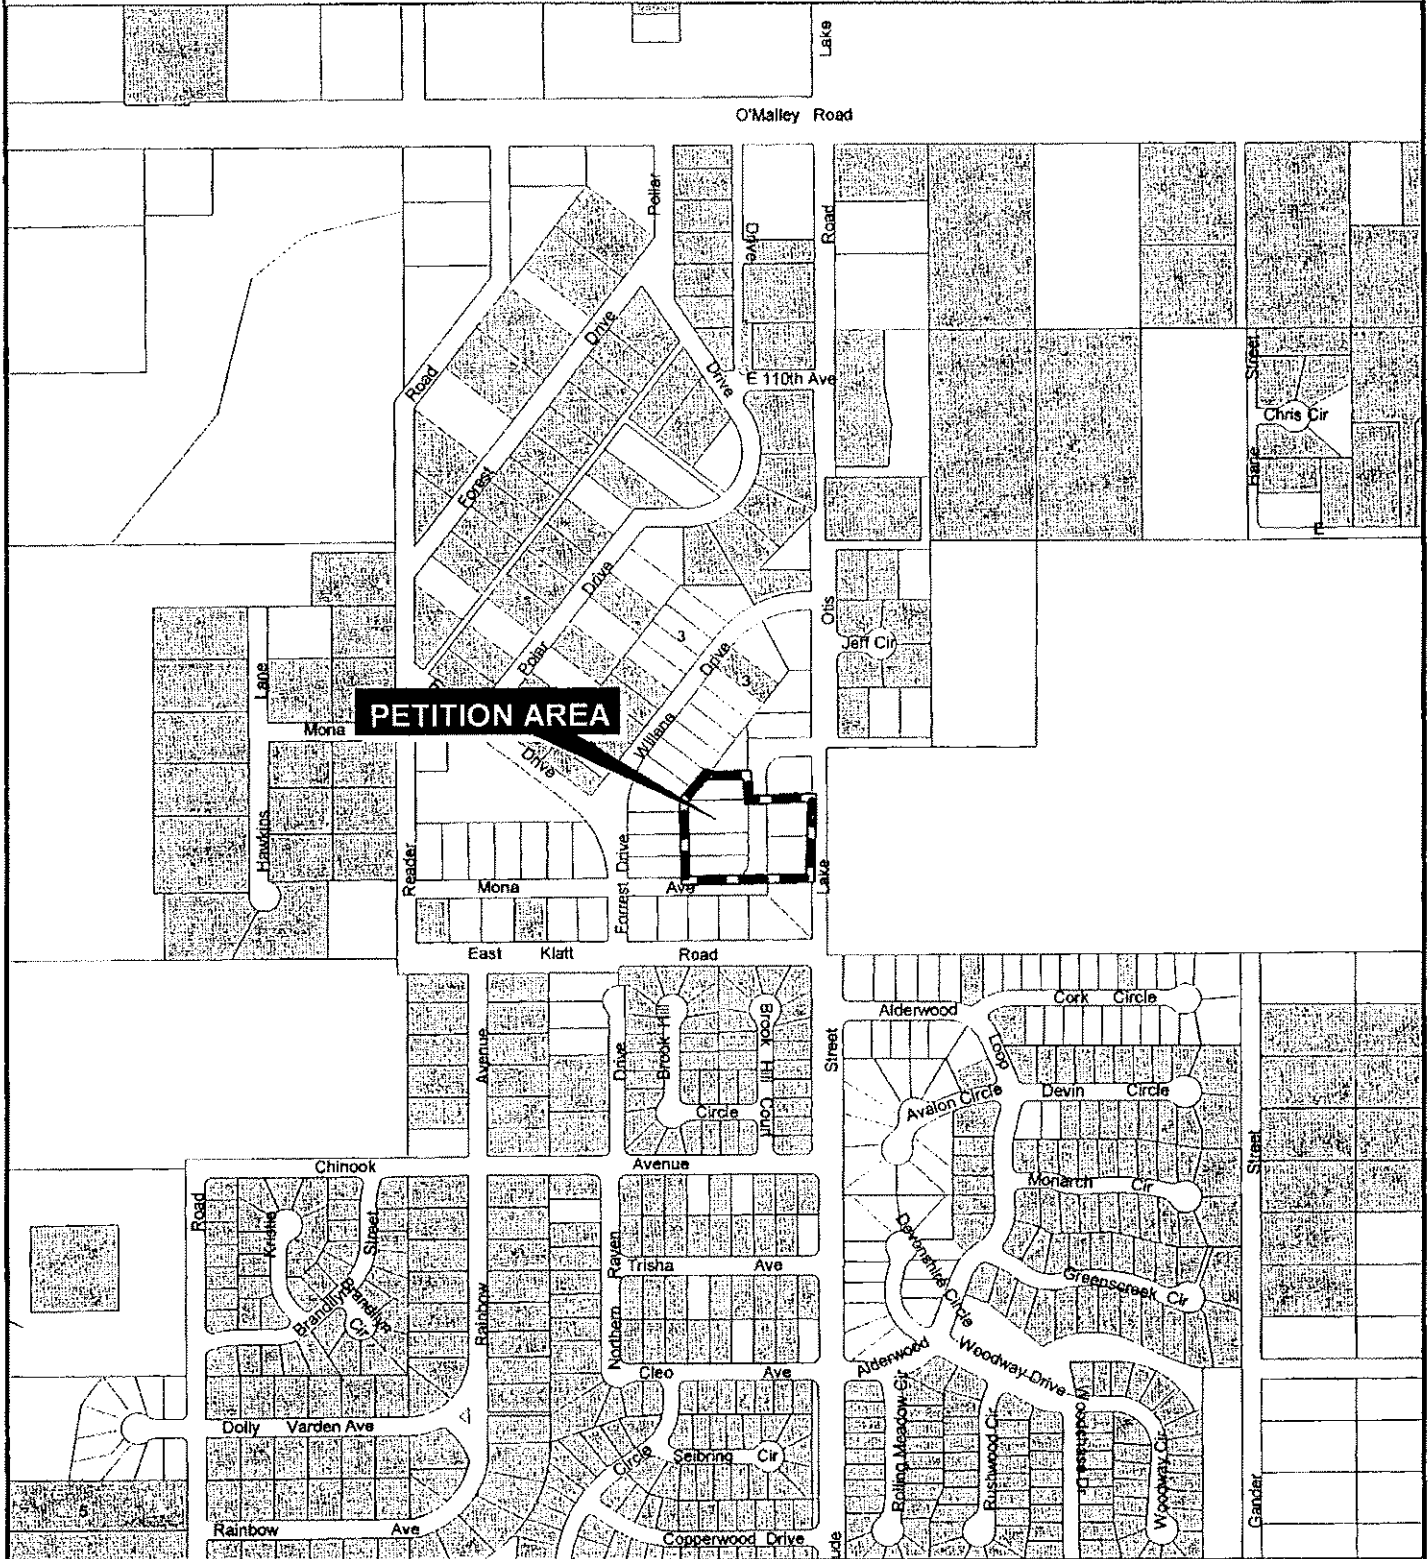 Lake
O'Malley Road
Poliar
Drive
Road
Drive
Road
Drive
E 110th Ave
Street
Chris Cir
Hane
Forest
E
Drive
Otis
3
Jeff Cir
Polar
Drive
3
Lane
PETITION AREA
Mona
Willane
Drive
Hawkins
Reader
Forrest Drive
Lake
Mona Ave
East Klatt Road
Alderwood
Cork Circle
Loop
Avenue
Drive
Brook Hill
Brook Hill Court
Street
Circle
Avalon Circle
Devin Circle
Chinook Avenue
Street
Monarch Cir
Road
Kristie
Street
Raven
Trisha Ave
Devonshire Circle
Greenscreek Cir
Brandilyn
Brandilyn
Cir
Rainbow
Northern
Cleo Ave
Alderwood
Woodway Drive
Dolly Varden Ave
Circle
Seibring Cir
Rolling Meadow Cir
Rushwood Cir
Woodway Cir
Gander
5
Rainbow Ave
Copperwood Drive
ude